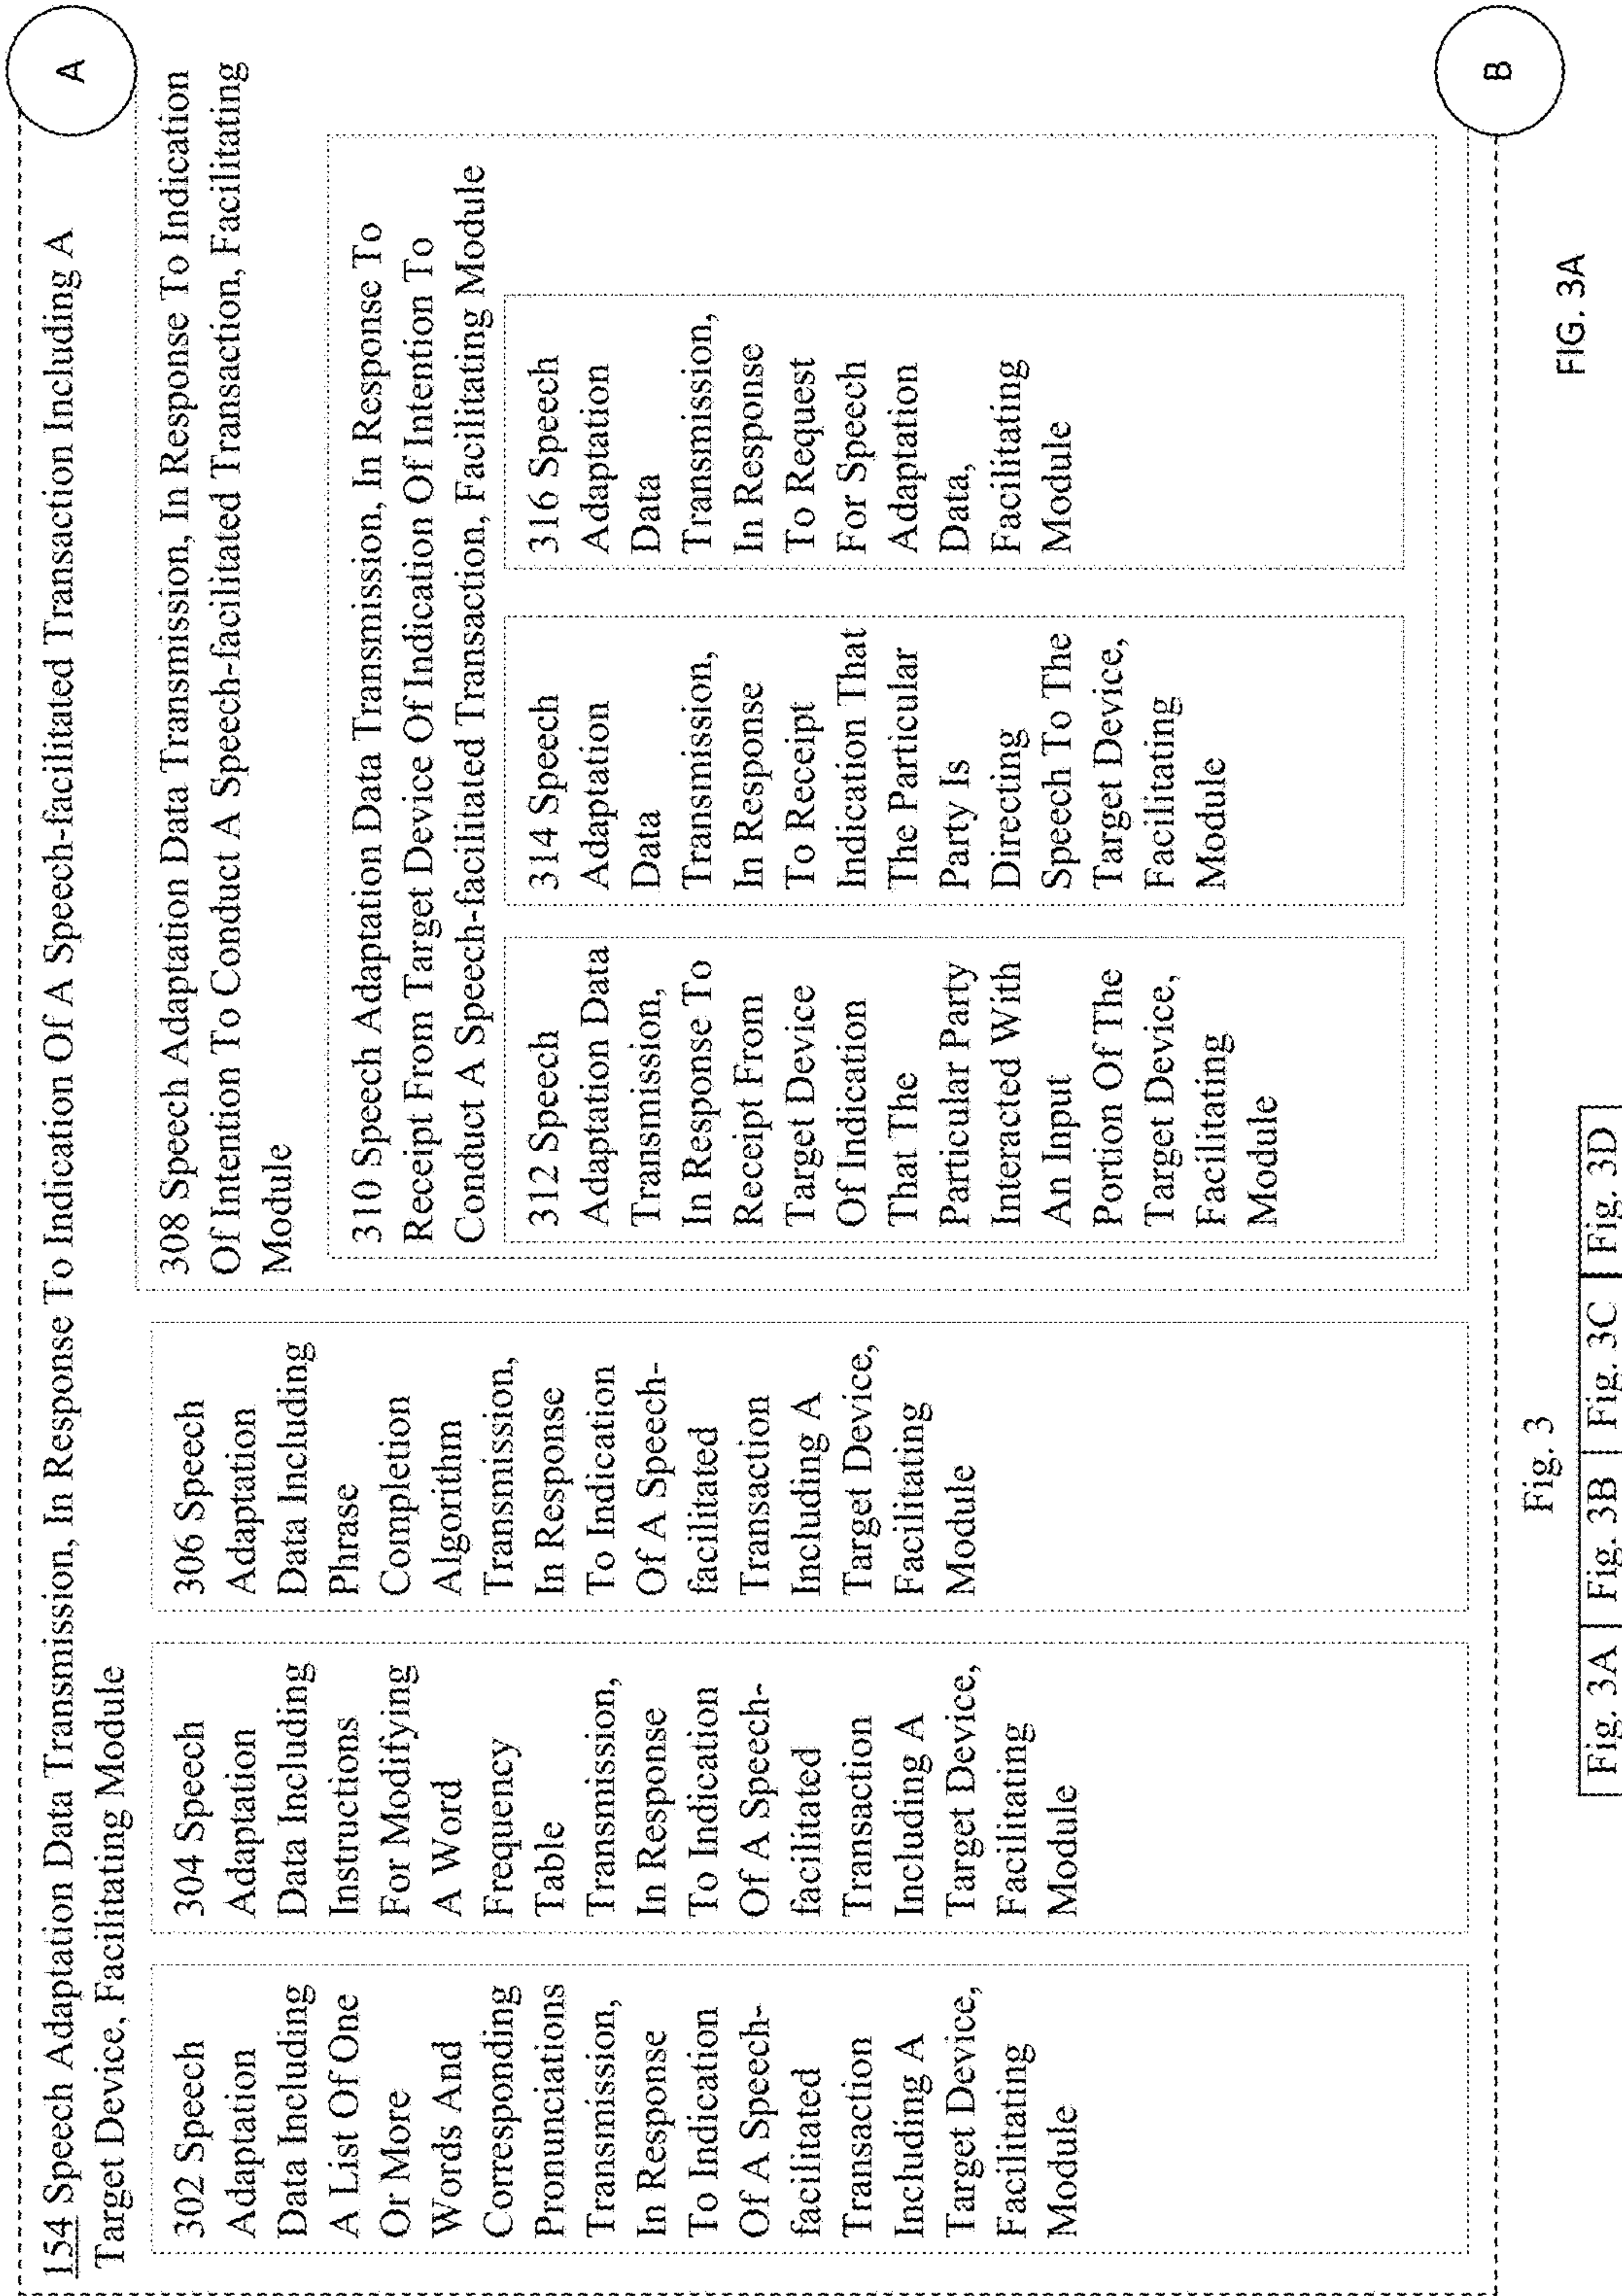 154 Speech Adaptation Data Transmission, In Response To Indication Of A Speech-facilitated Transaction Including A
Target Device, Facilitating Module
A
302 Speech
Adaptation
Data Including
A List Of One
Or More
Words And
Corresponding
Pronunciations
Transmission,
In Response
To Indication
Of A Speech-
facilitated
Transaction
Including A
Target Device,
Facilitating
Module
304 Speech
Adaptation
Data Including
Instructions
For Modifying
A Word
Frequency
Table
Transmission,
In Response
To Indication
Of A Speech-
facilitated
Transaction
Including A
Target Device,
Facilitating
Module
306 Speech
Adaptation
Data Including
Phrase
Completion
Algorithm
Transmission,
In Response
To Indication
Of A Speech-
facilitated
Transaction
Including A
Target Device,
Facilitating
Module
308 Speech Adaptation Data Transmission, In Response To Indication
Of Intention To Conduct A Speech-facilitated Transaction, Facilitating
Module
310 Speech Adaptation Data Transmission, In Response To
Receipt From Target Device Of Indication Of Intention To
Conduct A Speech-facilitated Transaction, Facilitating Module
312 Speech
Adaptation Data
Transmission,
In Response To
Receipt From
Target Device
Of Indication
That The
Particular Party
Interacted With
An Input
Portion Of The
Target Device,
Facilitating
Module
314 Speech
Adaptation
Data
Transmission,
In Response
To Receipt
Indication That
The Particular
Party Is
Directing
Speech To The
Target Device,
Facilitating
Module
316 Speech
Adaptation
Data
Transmission,
In Response
To Request
For Speech
Adaptation
Data,
Facilitating
Module
B
Fig. 3
Fig. 3A Fig. 3B Fig. 3C Fig. 3D
FIG. 3A